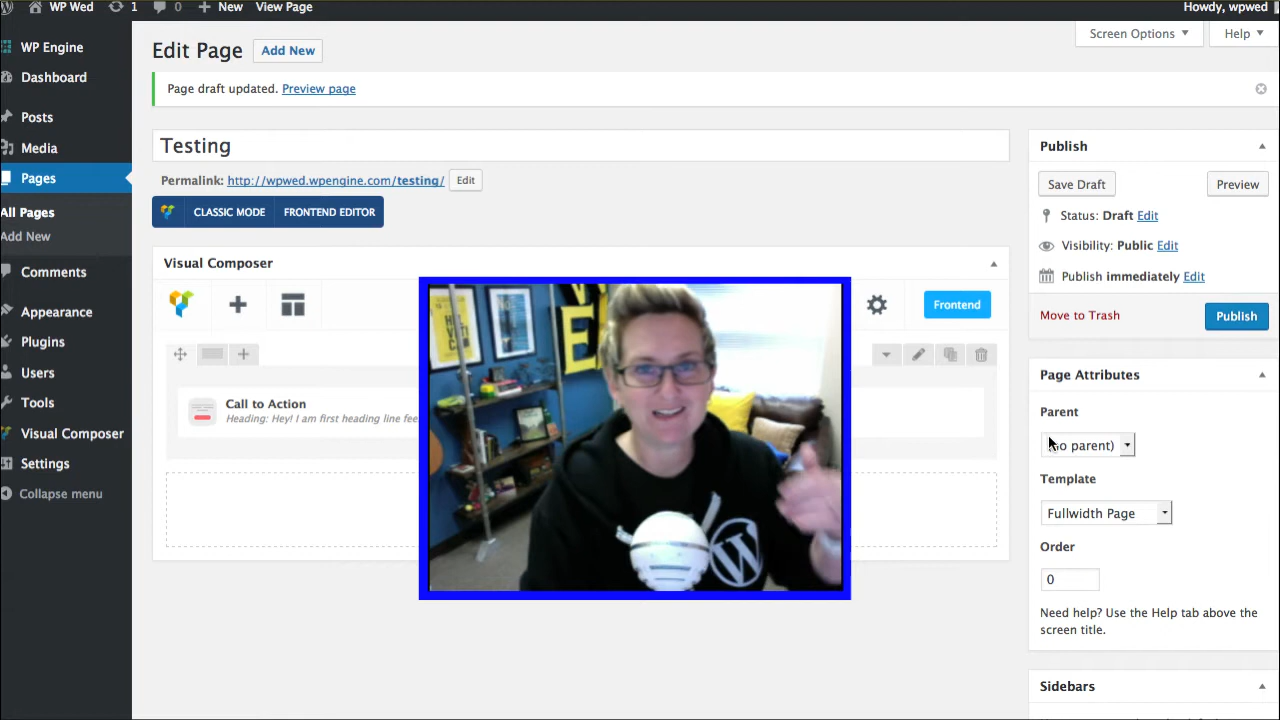 WP Wed 1 0 New View Page Howdy, wpwed
WP Engine
Dashboard
Posts
Media
Pages
All Pages
Add New
Comments
Appearance
Plugins
Users
Tools
Visual Composer
Settings
Collapse menu
Edit Page Add New
Screen Options Help
Page draft updated. Preview page
Testing
Permalink: http://wpwed.wpengine.com/testing/ Edit
CLASSIC MODE FRONTEND EDITOR
Visual Composer
Frontend
Call to Action
Heading: Hey! I am first heading line fee
VE
W
Publish
Save Draft Preview
Status: Draft Edit
Visibility: Public Edit
Publish immediately Edit
Move to Trash Publish
Page Attributes
Parent
o parent)
Template
Fullwidth Page
Order
0
Need help? Use the Help tab above the
screen title.
Sidebars